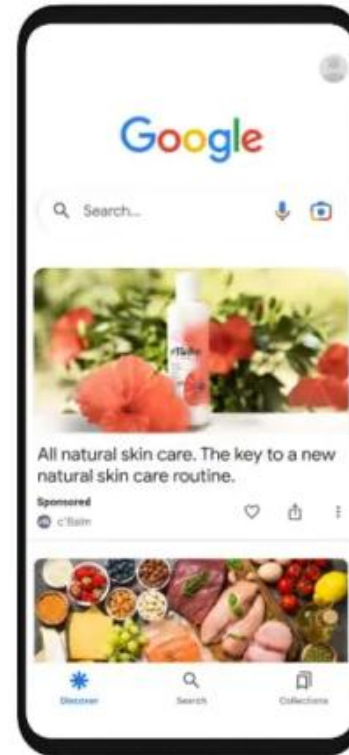 Google
Search...
All natural skin care. The key to a new
natural skin care routine.
Sponsored
c'Balm
Discover
Search
Collections